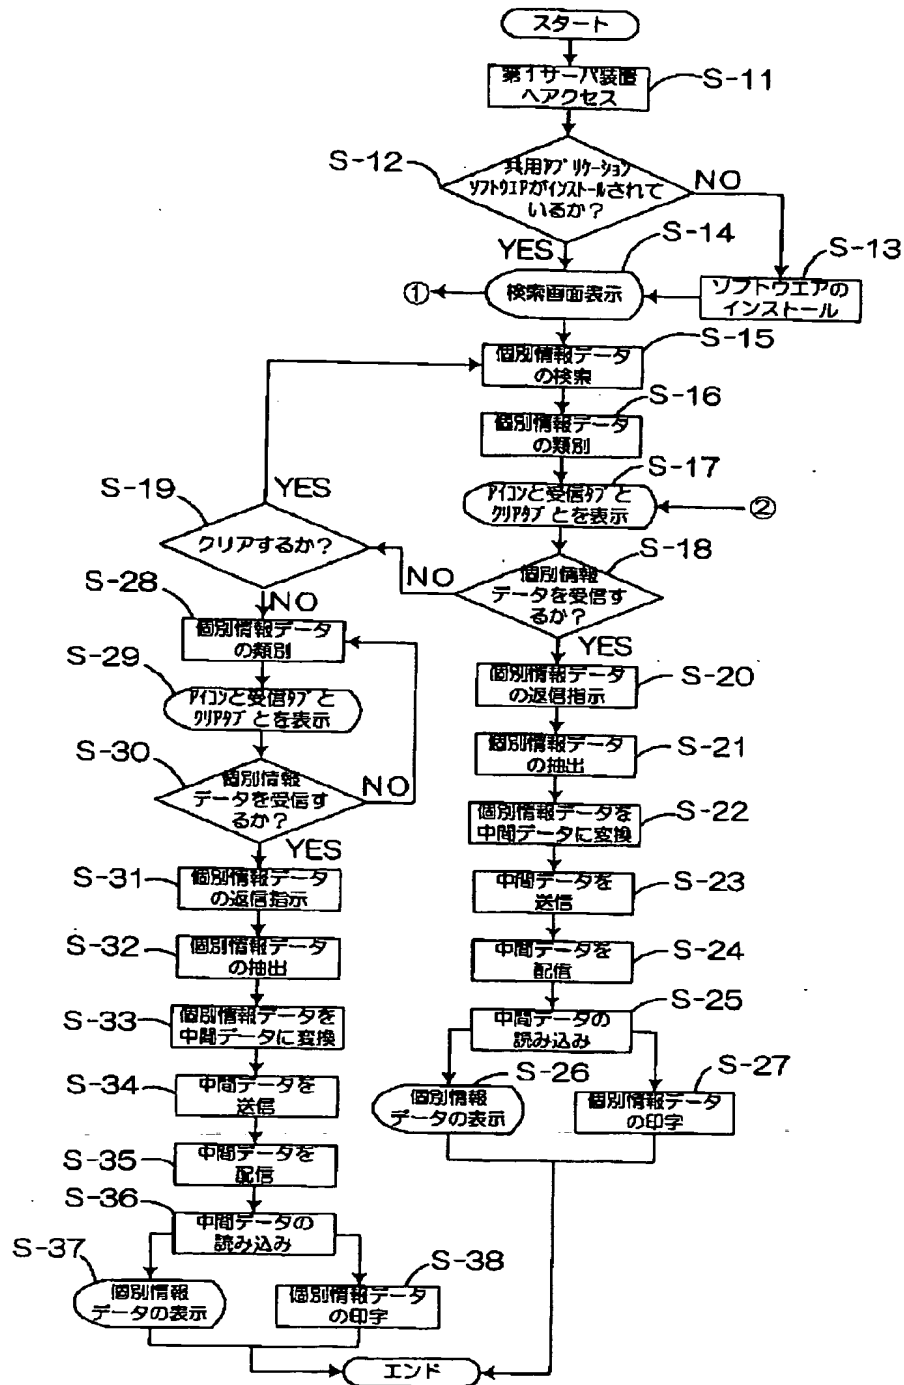 スタート
第1サーバ装置
へアクセス
S-11
S-12
共用アプリケーション
ソフトウエアがインストールされて
いるか?
NO
YES
S-14
S-13
①
検索画面表示
ソフトウエアの
インストール
S-15
個別情報データ
の検索
S-16
個別情報データ
の類別
S-17
アイコンと受信タブと
クリアタブとを表示
②
S-19
YES
クリアするか?
S-18
NO
個別情報
データを受信す
るか?
YES
S-28
NO
個別情報データ
の類別
S-29
アイコンと受信タブと
クリアタブとを表示
S-30
個別情報
データを受信す
るか?
NO
YES
S-20
個別情報データ
の返信指示
S-21
個別情報データ
の抽出
S-22
個別情報データを
中間データに変換
S-23
中間データを
送信
S-24
中間データを
配信
S-25
中間データの
読み込み
S-26
個別情報
データの表示
S-27
個別情報データ
の印字
S-31
個別情報データ
の返信指示
S-32
個別情報データ
の抽出
S-33
個別情報データを
中間データに変換
S-34
中間データを
送信
S-35
中間データを
配信
S-36
中間データの
読み込み
S-37
個別情報
データの表示
S-38
個別情報データ
の印字
エンド